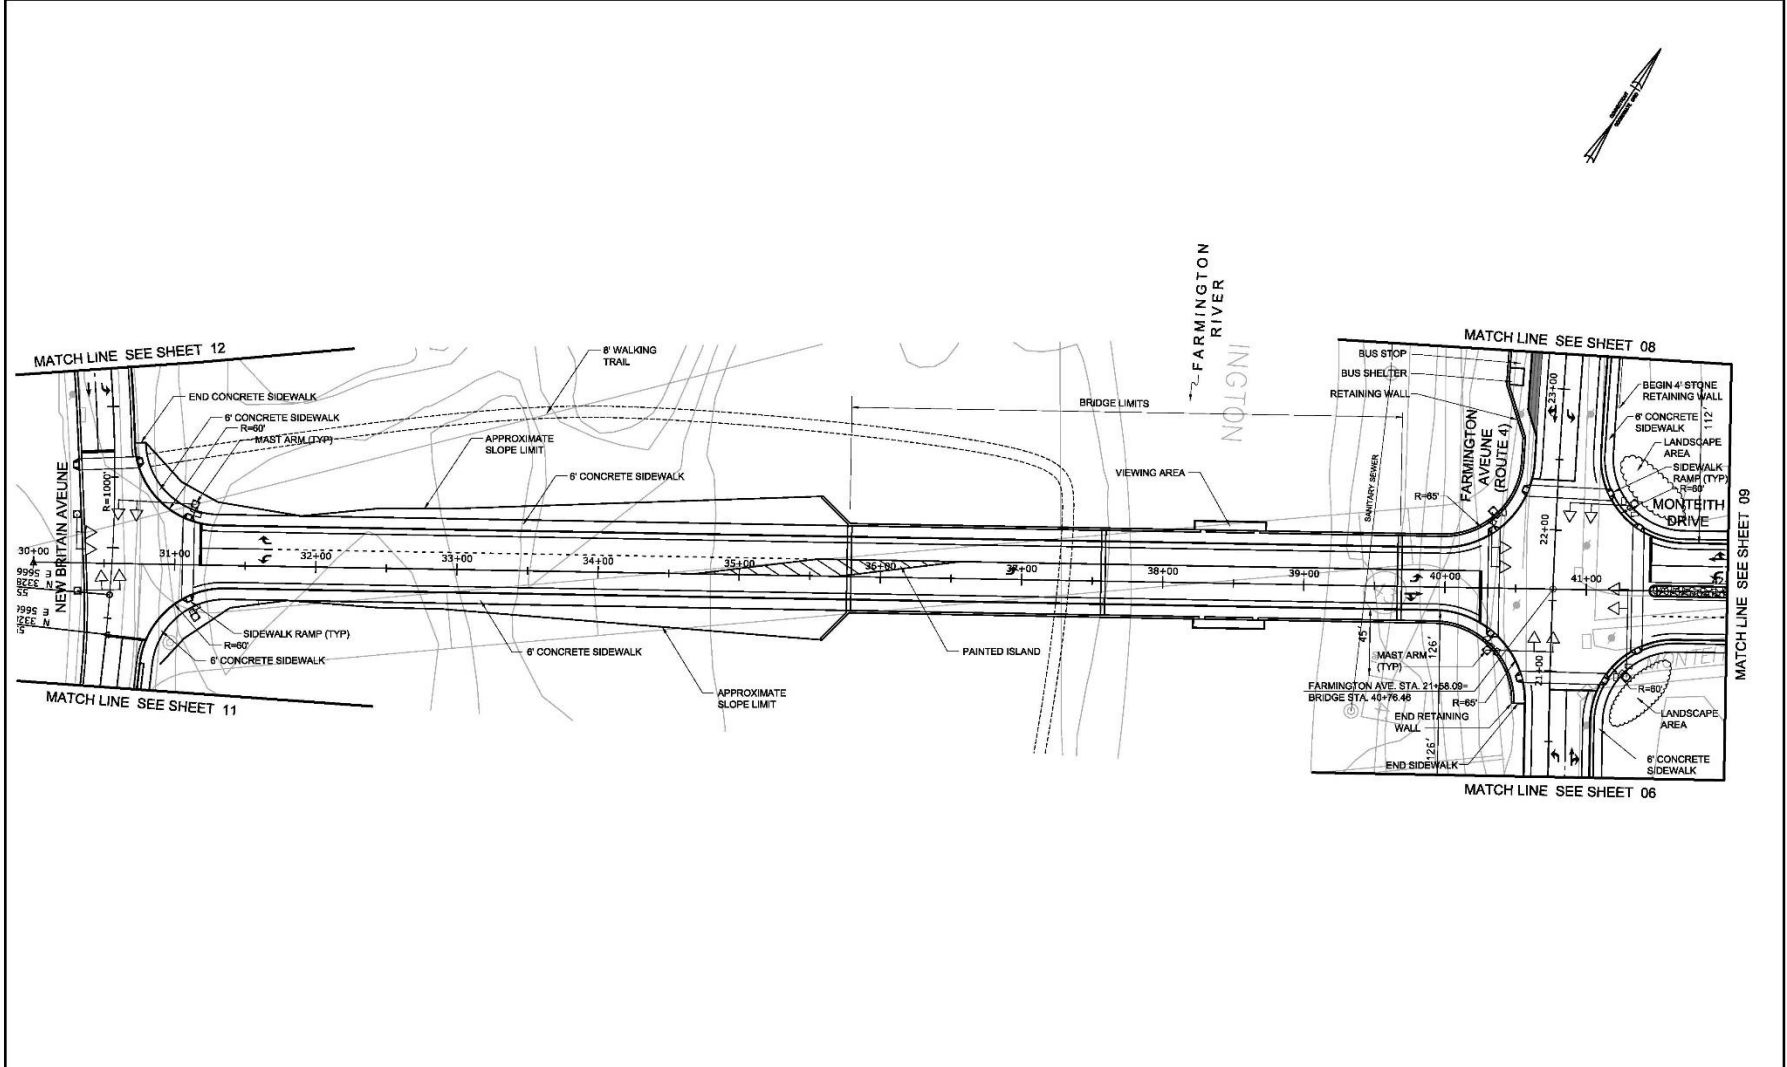 CONNECTICUT
COORDINATE GRID
FARMINGTON
RIVER
INGTON
MATCH LINE SEE SHEET 12
8' WALKING
TRAIL
END CONCRETE SIDEWALK
6' CONCRETE SIDEWALK
R=60'
MAST ARM (TYP)
APPROXIMATE
SLOPE LIMIT
6' CONCRETE SIDEWALK
BRIDGE LIMITS
VIEWING AREA
SANITARY SEWER
NEW BRITAIN AVEUNE
R=1000'
30+00
31+00
32+00
33+00
34+00
35+00
36+00
37+00
38+00
39+00
40+00
41+00
SIDEWALK RAMP (TYP)
R=60'
6' CONCRETE SIDEWALK
6' CONCRETE SIDEWALK
PAINTED ISLAND
APPROXIMATE
SLOPE LIMIT
MATCH LINE SEE SHEET 11
MATCH LINE SEE SHEET 08
BUS STOP
BUS SHELTER
RETAINING WALL
FARMINGTON
AVEUNE
(ROUTE 4)
R=65'
23+00
22+00
21+00
BEGIN 4' STONE
RETAINING WALL
6' CONCRETE
SIDEWALK
112'
LANDSCAPE
AREA
SIDEWALK
RAMP (TYP)
R=60'
MONTEITH
DRIVE
MATCH LINE SEE SHEET 09
45'
126'
MAST ARM
(TYP)
FARMINGTON AVE. STA. 21+58.09=
BRIDGE STA. 40+76.46
R=65'
END RETAINING
WALL
126'
END SIDEWALK
R=60'
LANDSCAPE
AREA
6' CONCRETE
SIDEWALK
MATCH LINE SEE SHEET 06